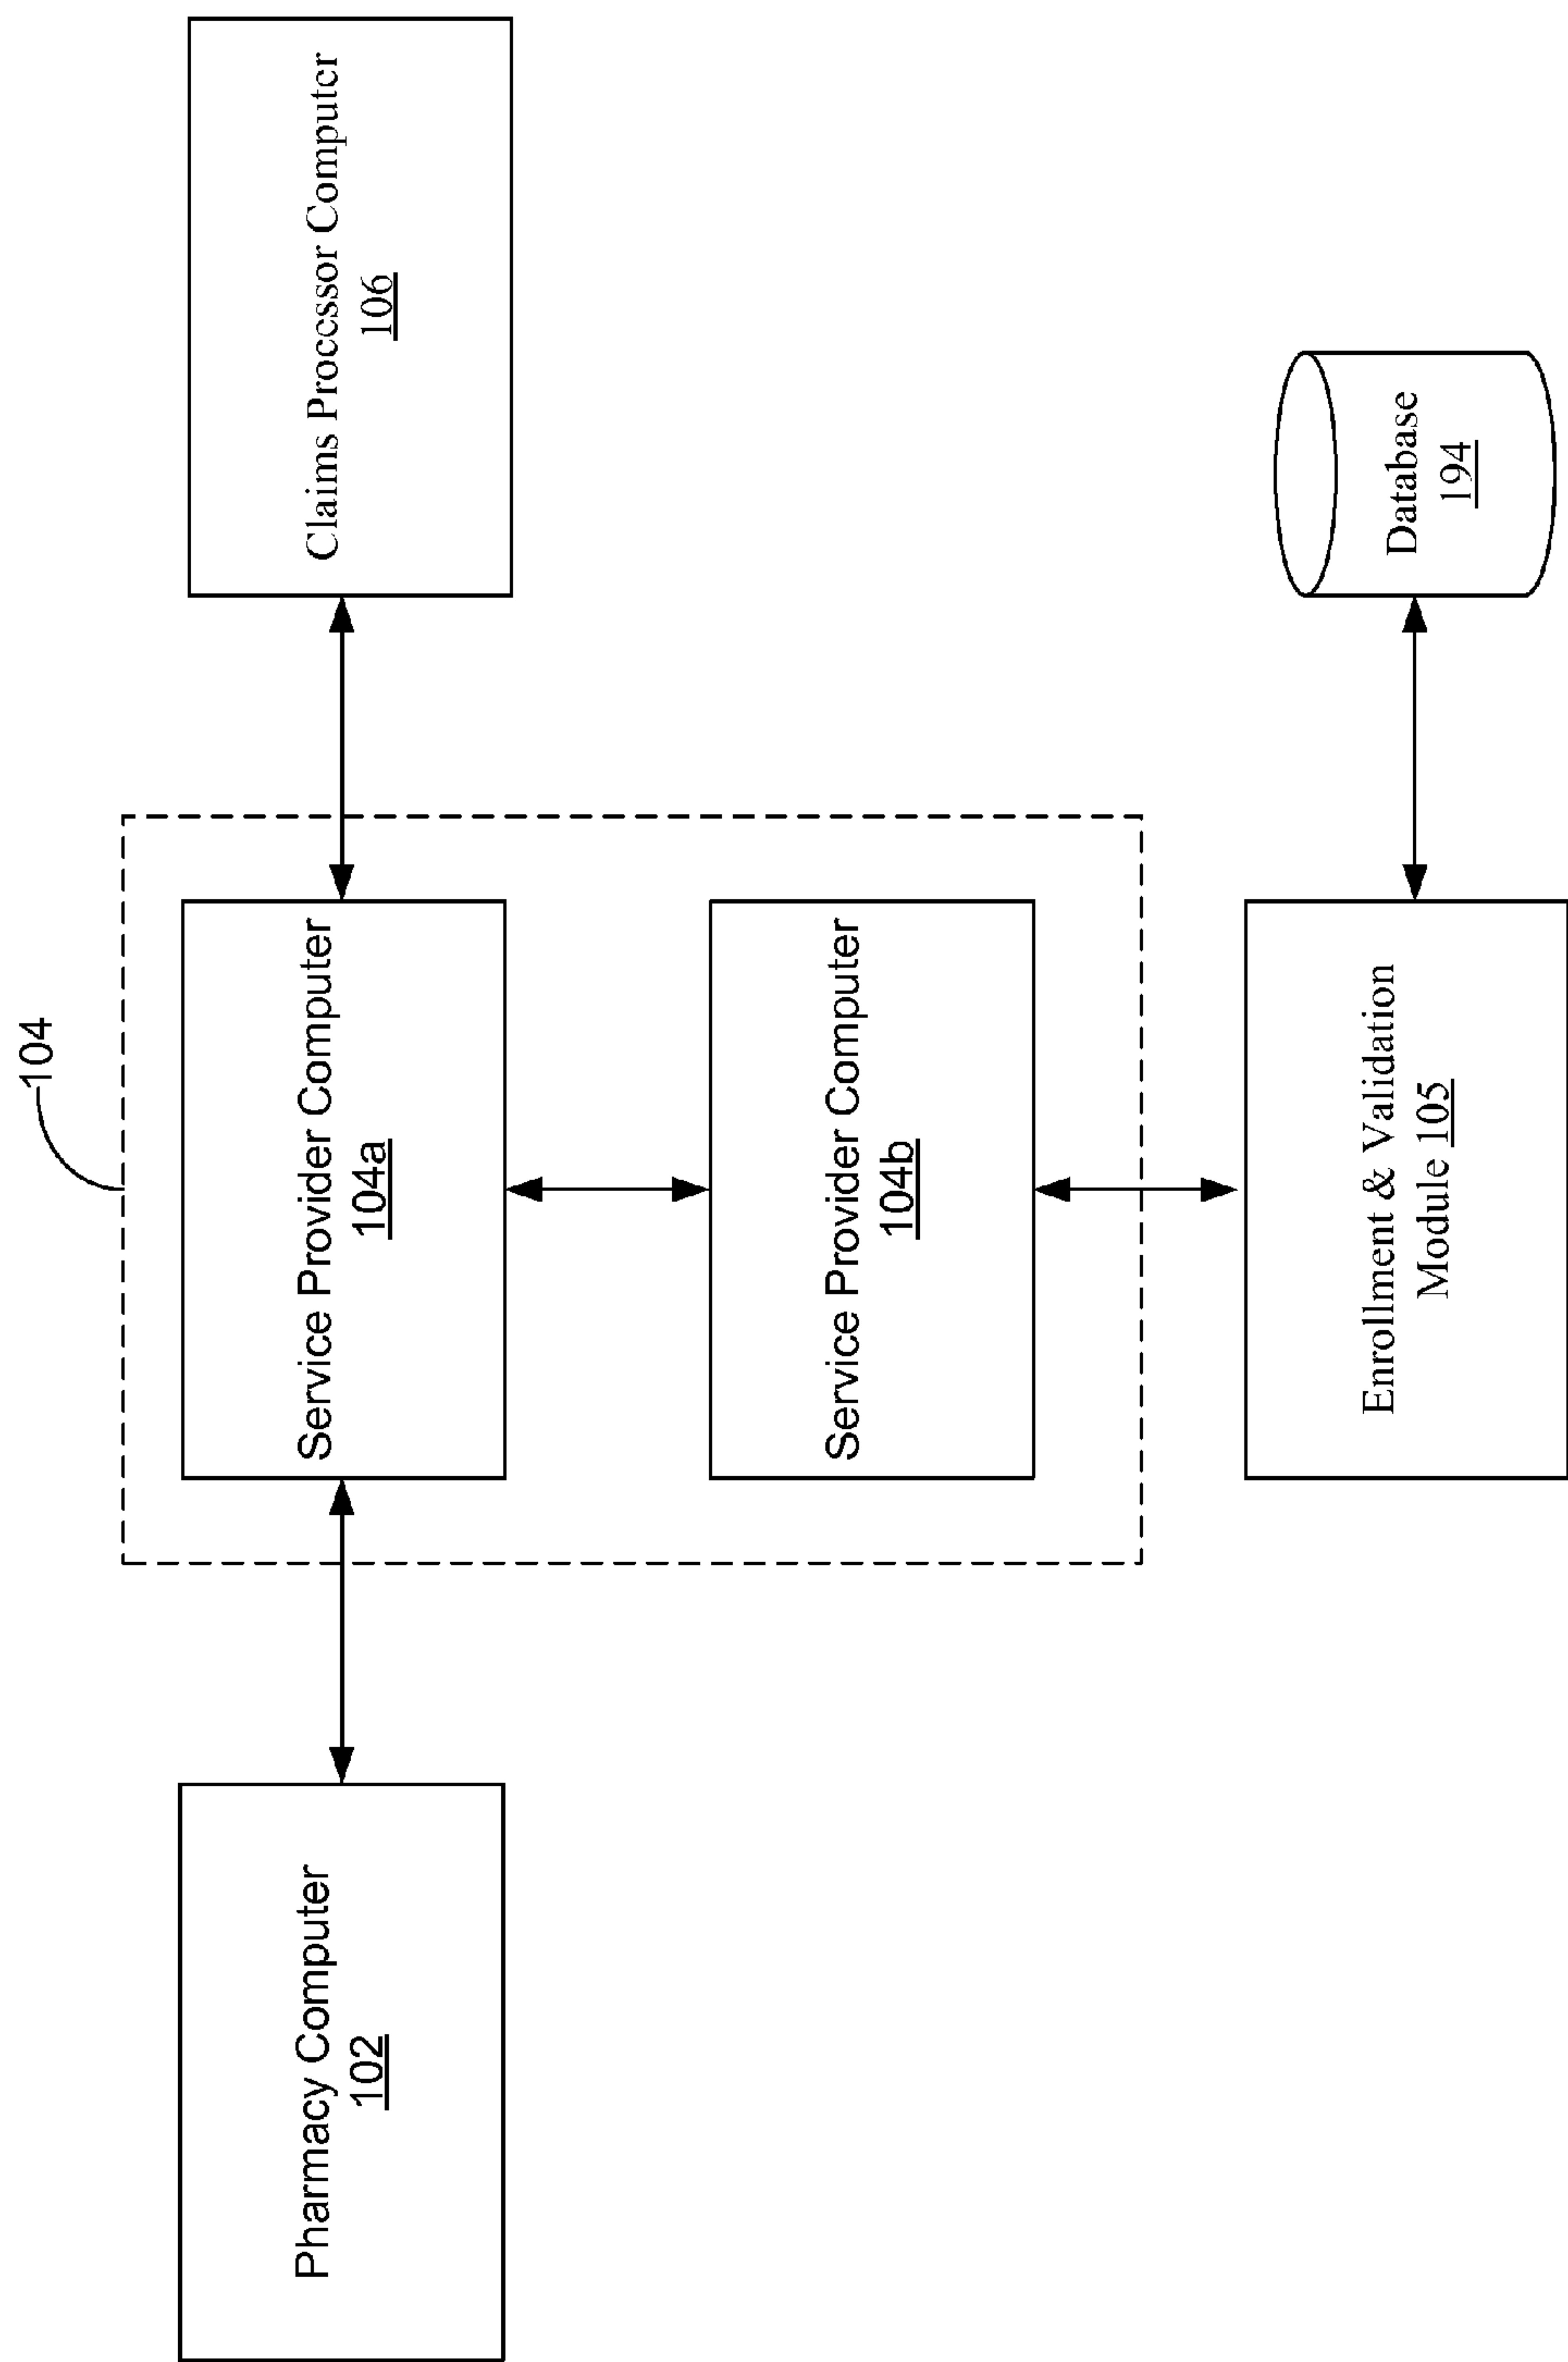 104
Pharmacy Computer
102
Service Provider Computer
104a
Claims Processor Computer
106
Service Provider Computer
104b
Enrollment & Validation
Module 105
Database
194